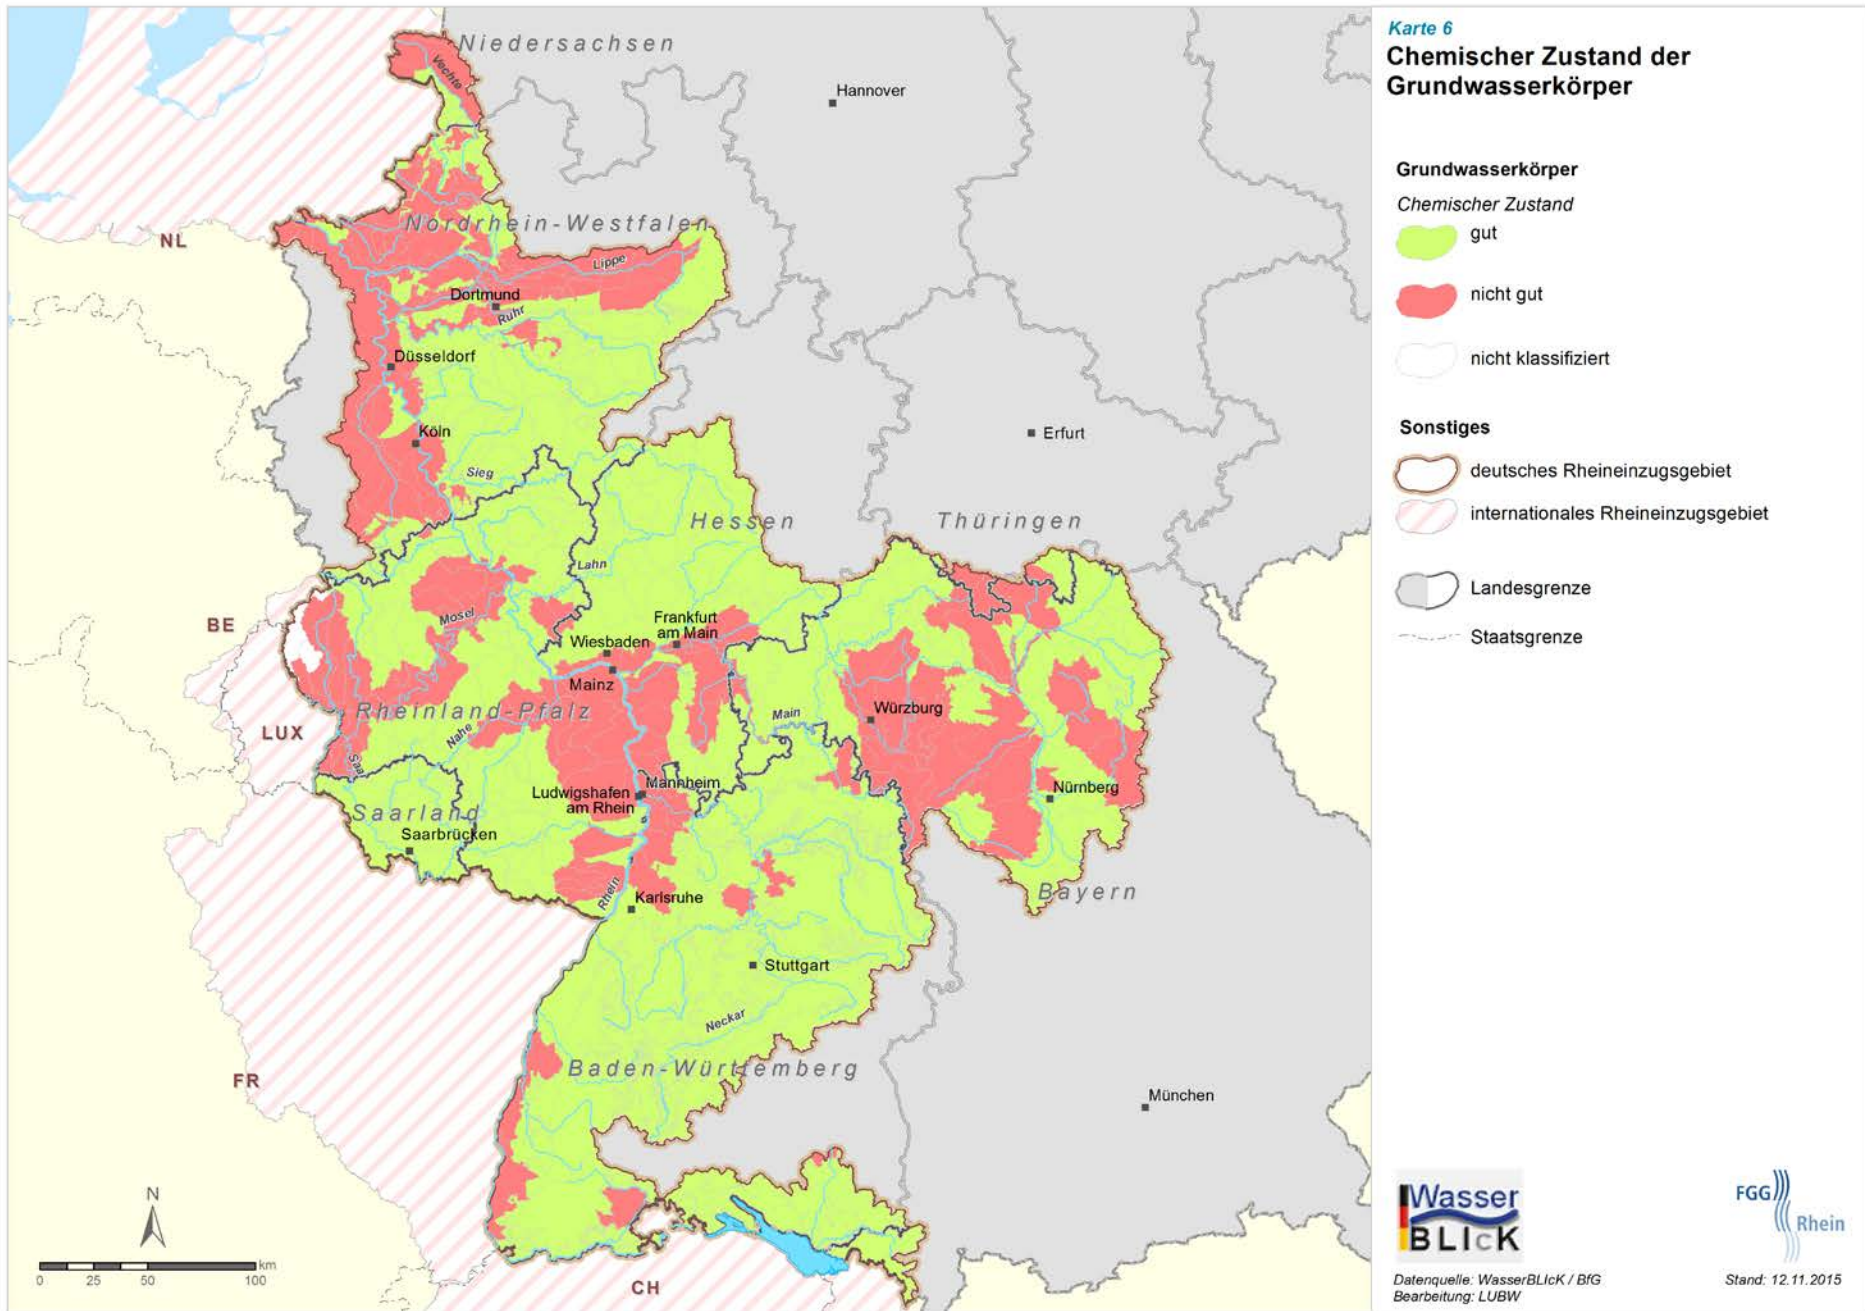 Karte 6
Chemischer Zustand der
Grundwasserkörper
Grundwasserkörper
Chemischer Zustand
gut
nicht gut
nicht klassifiziert
Sonstiges
deutsches Rheineinzugsgebiet
internationales Rheineinzugsgebiet
Landesgrenze
Staatsgrenze
Niedersachsen
Vechte
Hannover
Nordrhein-Westfalen
NL
Lippe
Dortmund
Ruhr
Düsseldorf
Köln
Erfurt
Sieg
Hessen
Thüringen
Lahn
BE
Mosel
Frankfurt
am Main
Wiesbaden
Mainz
Rheinland-Pfalz
Würzburg
Main
LUX
Nahe
Saar
Mannheim
Ludwigshafen
am Rhein
Nürnberg
Saarland
Saarbrücken
Rhein
Karlsruhe
Bayern
Stuttgart
Neckar
Baden-Württemberg
FR
München
N
km
0 25 50 100
CH
Wasser
BLIcK
FGG
Rhein
Datenquelle: WasserBLIcK / BfG
Bearbeitung: LUBW
Stand: 12.11.2015